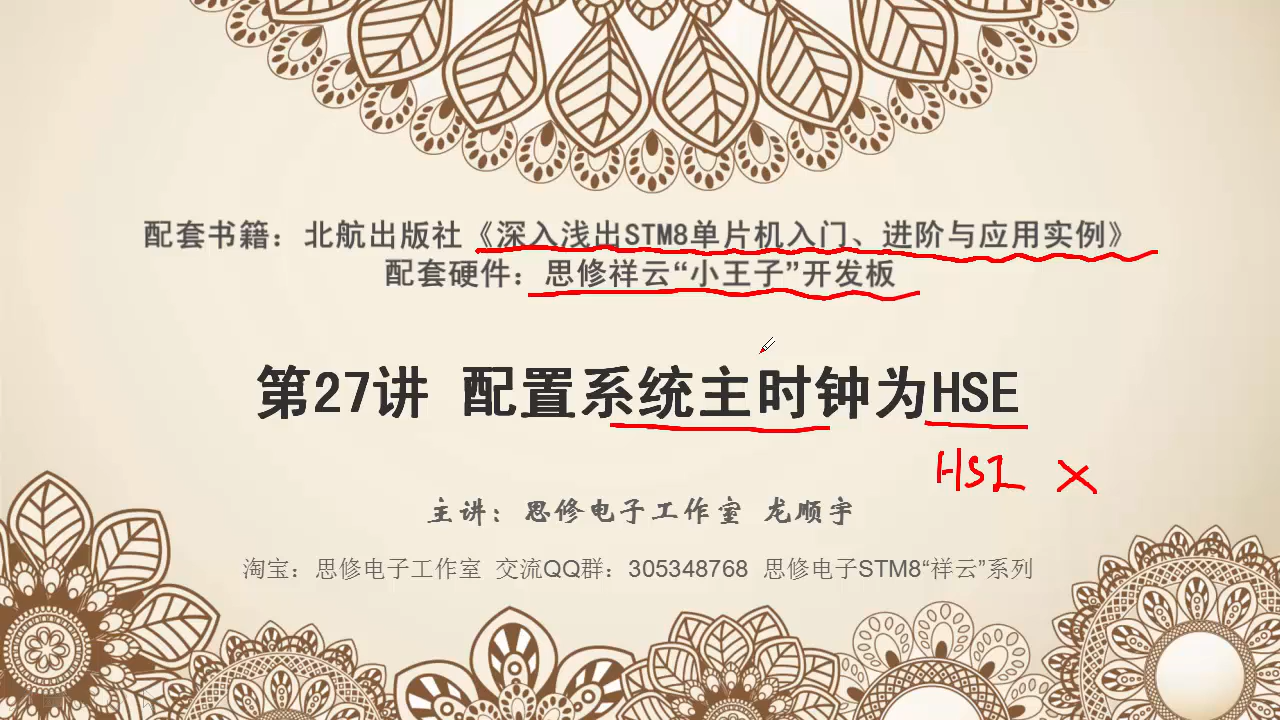 配套书籍：北航出版社《深入浅出STM8单片机入门、进阶与应用实例》
配套硬件：思修祥云“小王子”开发板
第27讲 配置系统主时钟为HSE
HSI ×
主讲：思修电子工作室 龙顺宇
淘宝：思修电子工作室 交流QQ群：305348768 思修电子STM8“祥云”系列